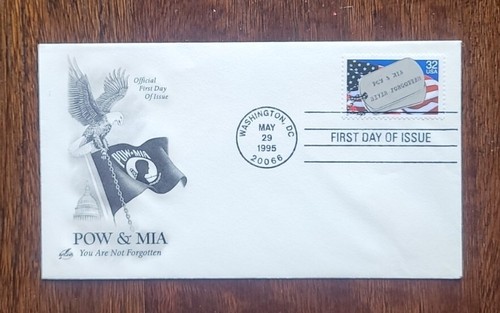 Official
First Day
Of Issue
POW★MIA
POW & MIA
You Are Not Forgotten
WASHINGTON, DC
MAY
29
1995
20066
FIRST DAY OF ISSUE
32
USA
POW & MIA
NEVER FORGOTTEN